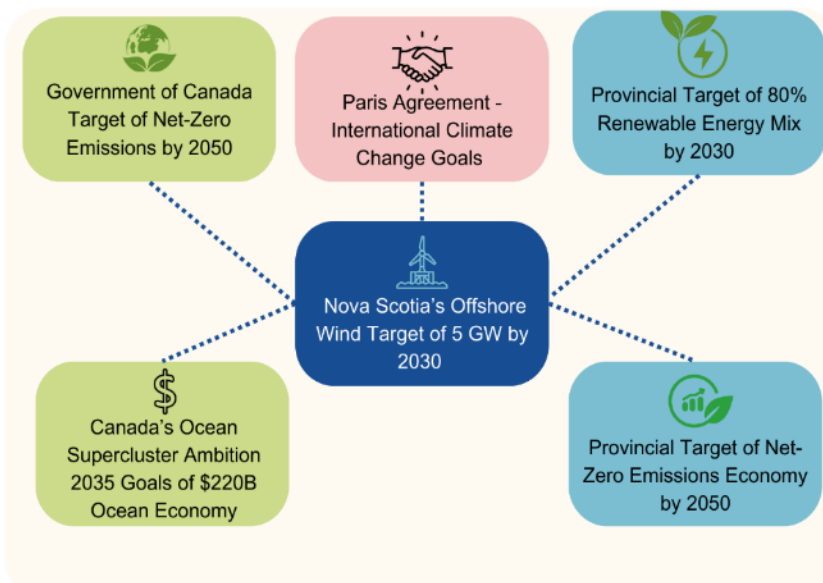 Government of Canada
Target of Net-Zero
Emissions by 2050
Paris Agreement -
International Climate
Change Goals
Provincial Target of 80%
Renewable Energy Mix
by 2030
Nova Scotia's Offshore
Wind Target of 5 GW by
2030
$
Canada's Ocean
Supercluster Ambition
2035 Goals of $220B
Ocean Economy
Provincial Target of Net-
Zero Emissions Economy
by 2050